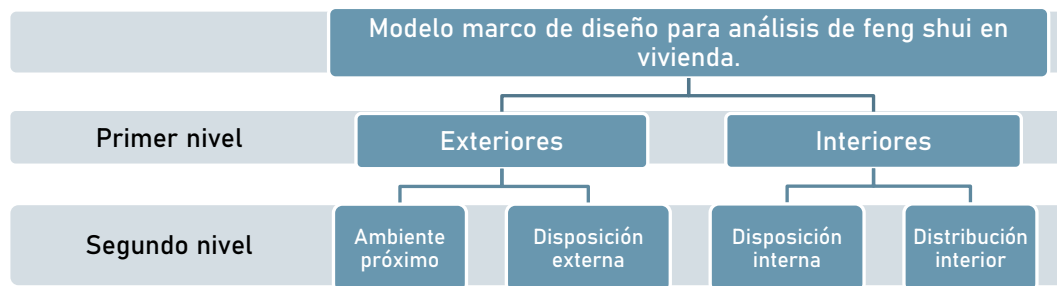 Modelo marco de diseño para análisis de feng shui en
vivienda.
Primer nivel
Exteriores
Interiores
Segundo nivel
Ambiente
próximo
Disposición
externa
Disposición
interna
Distribución
interior